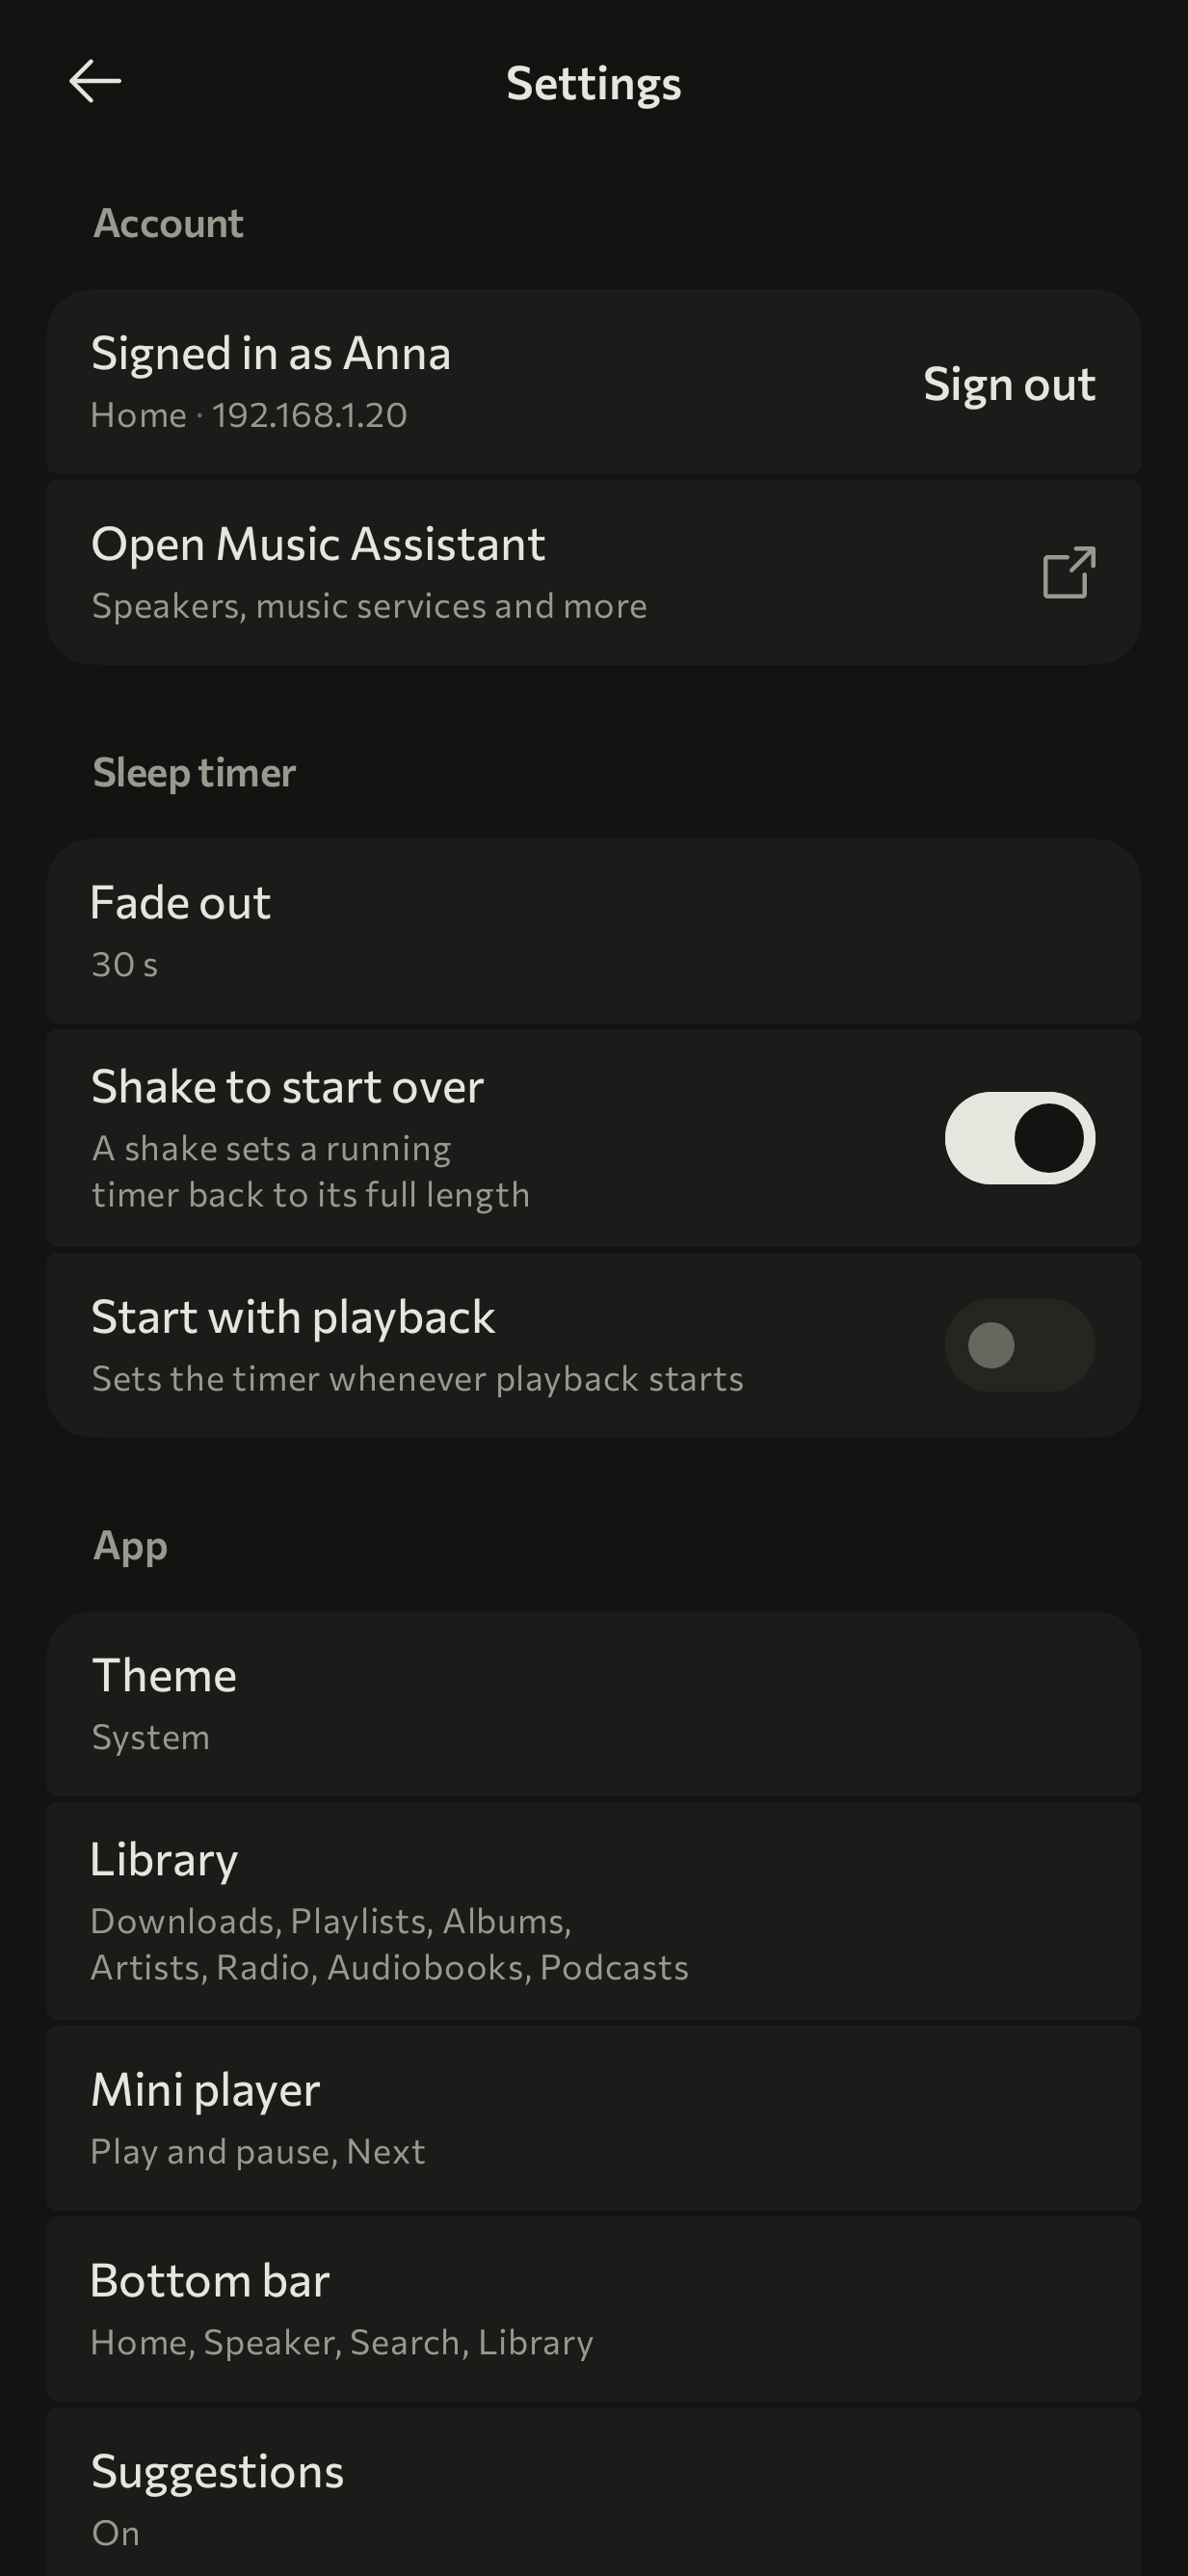 Settings
Account
Signed in as Anna
Home · 192.168.1.20
Sign out
Open Music Assistant
Speakers, music services and more
Sleep timer
Fade out
30 s
Shake to start over
A shake sets a running
timer back to its full length
Start with playback
Sets the timer whenever playback starts
App
Theme
System
Library
Downloads, Playlists, Albums,
Artists, Radio, Audiobooks, Podcasts
Mini player
Play and pause, Next
Bottom bar
Home, Speaker, Search, Library
Suggestions
On